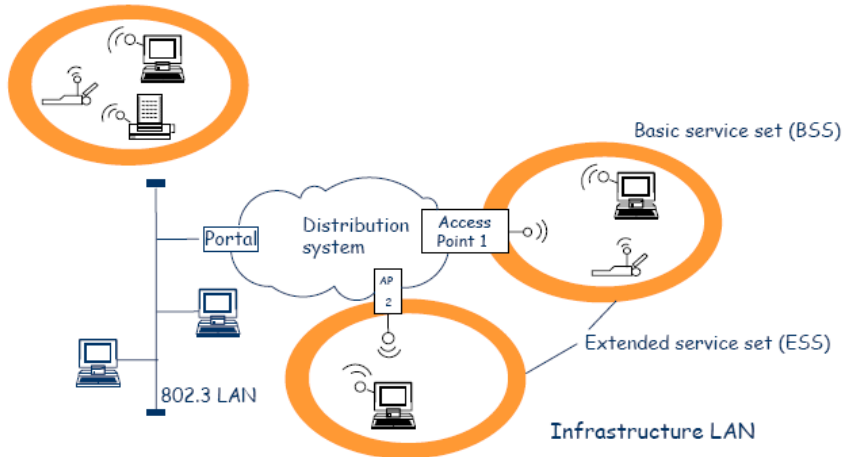 Basic service set (BSS)
Portal
Distribution
system
Access
Point 1
AP
2
Extended service set (ESS)
802.3 LAN
Infrastructure LAN